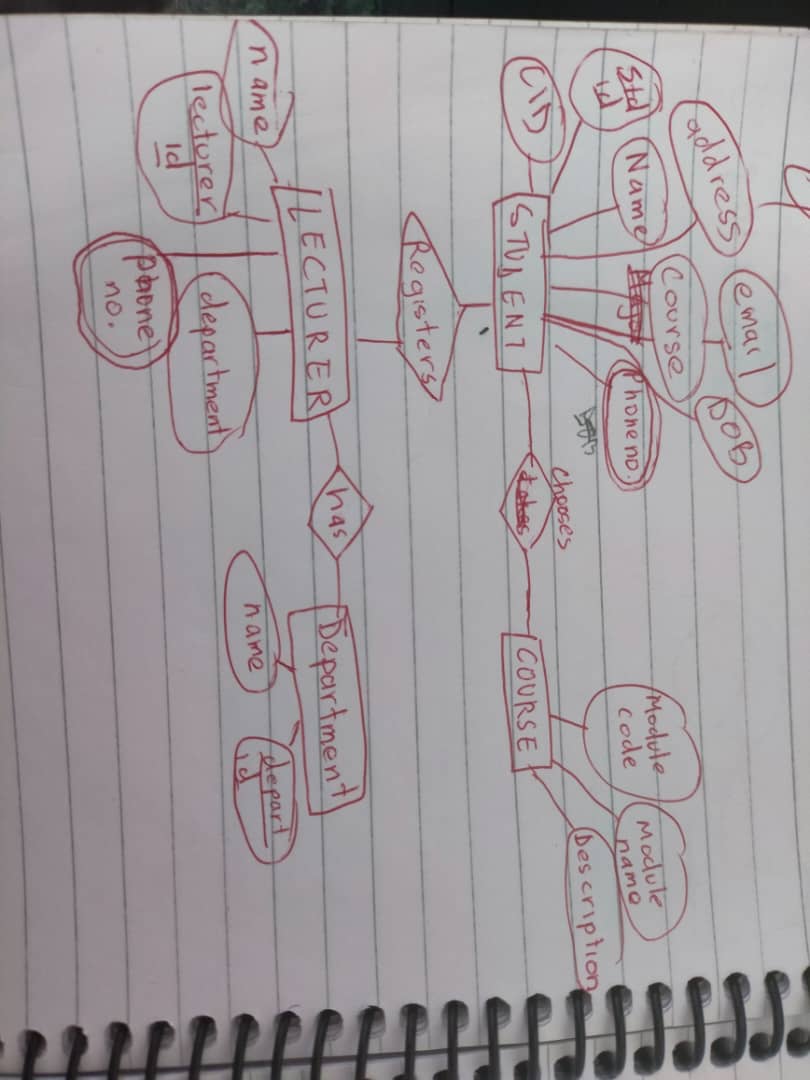 address
email
DOB
Std
id
Name
Course
Phone no.
CID
Module
code
Module
name
Description
STUDENT
chooses
COURSE
Registers
LECTURER
has
Department
name
lecturer
id
department
Phone
no.
name
depart
id